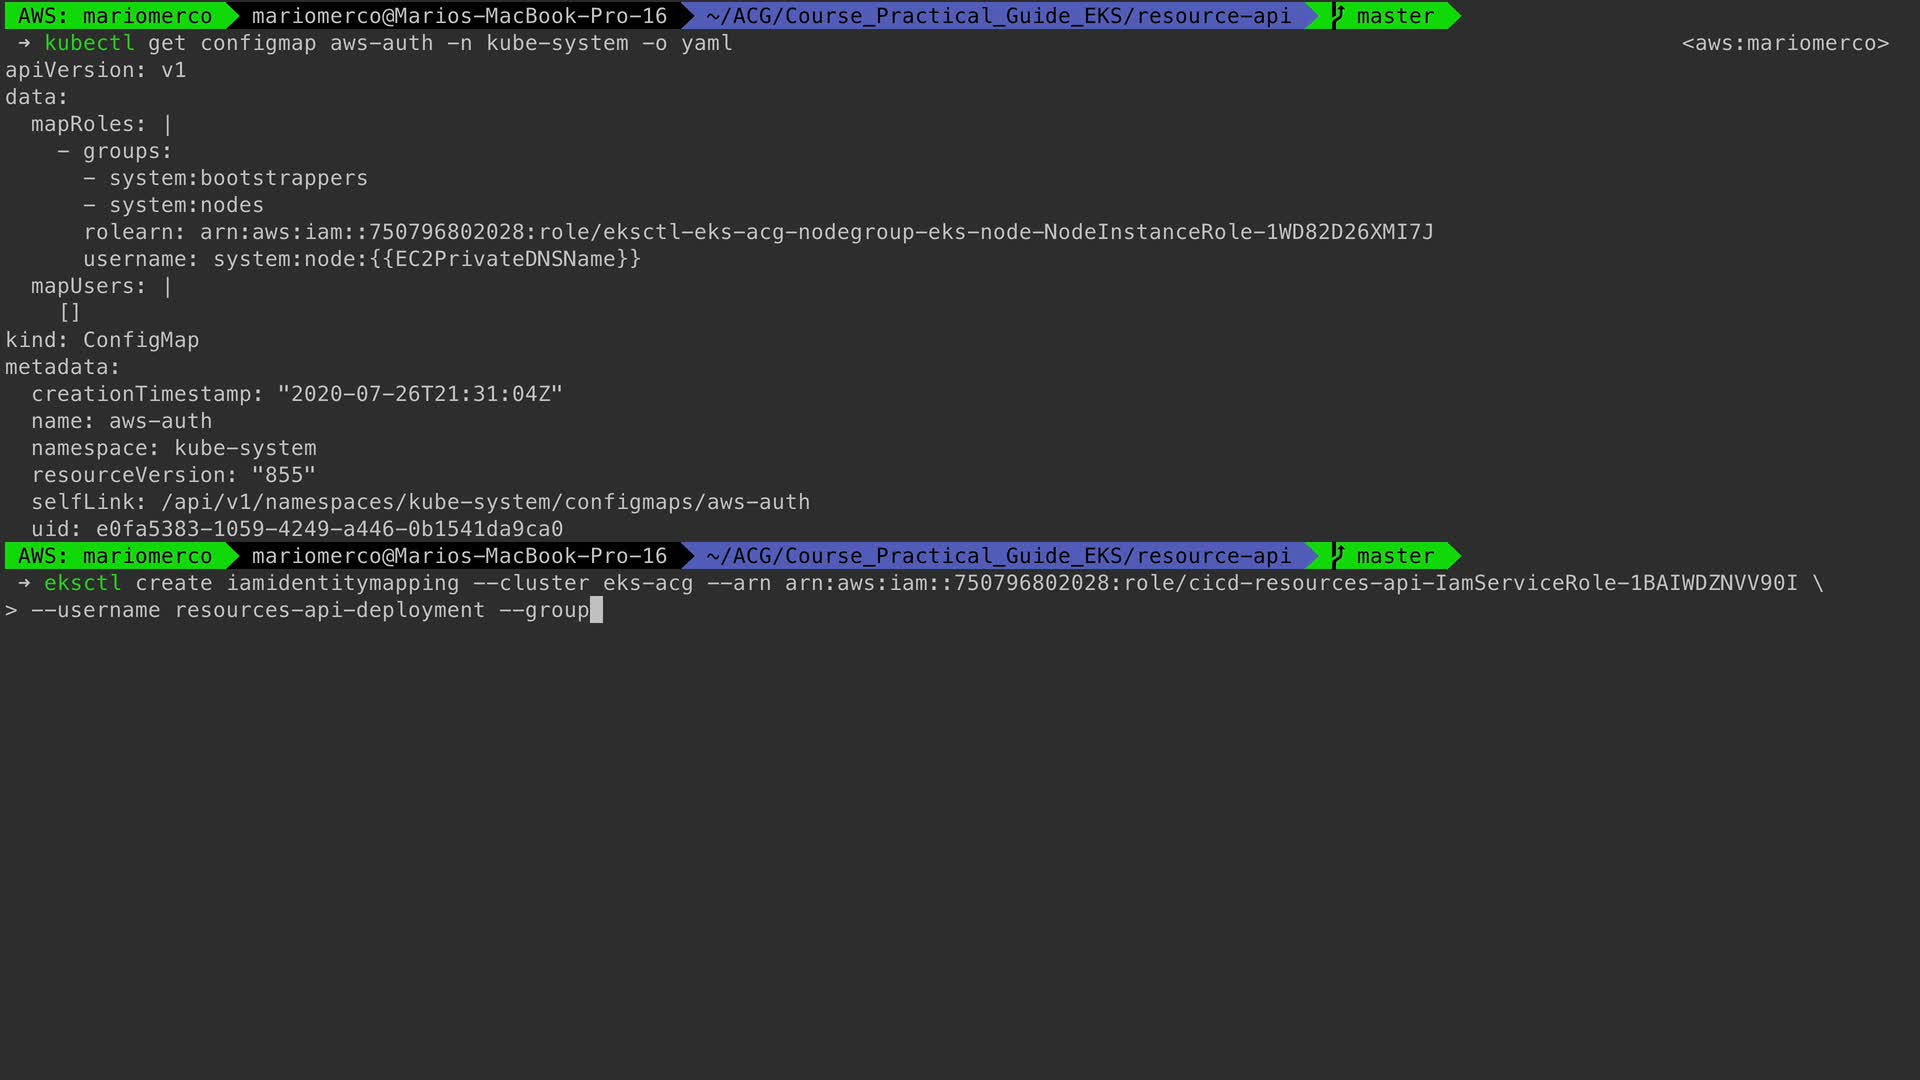 AWS: mariomerco mariomerco@Marios-MacBook-Pro-16 ~/ACG/Course_Practical_Guide_EKS/resource-api master
→ kubectl get configmap aws-auth -n kube-system -o yaml <aws:mariomerco>
apiVersion: v1
data:
  mapRoles: |
    - groups:
      - system:bootstrappers
      - system:nodes
      rolearn: arn:aws:iam::750796802028:role/eksctl-eks-acg-nodegroup-eks-node-NodeInstanceRole-1WD82D26XMI7J
      username: system:node:{{EC2PrivateDNSName}}
  mapUsers: |
    []
kind: ConfigMap
metadata:
  creationTimestamp: "2020-07-26T21:31:04Z"
  name: aws-auth
  namespace: kube-system
  resourceVersion: "855"
  selfLink: /api/v1/namespaces/kube-system/configmaps/aws-auth
  uid: e0fa5383-1059-4249-a446-0b1541da9ca0
AWS: mariomerco mariomerco@Marios-MacBook-Pro-16 ~/ACG/Course_Practical_Guide_EKS/resource-api master
→ eksctl create iamidentitymapping --cluster eks-acg --arn arn:aws:iam::750796802028:role/cicd-resources-api-IamServiceRole-1BAIWDZNVV90I \
> --username resources-api-deployment --group